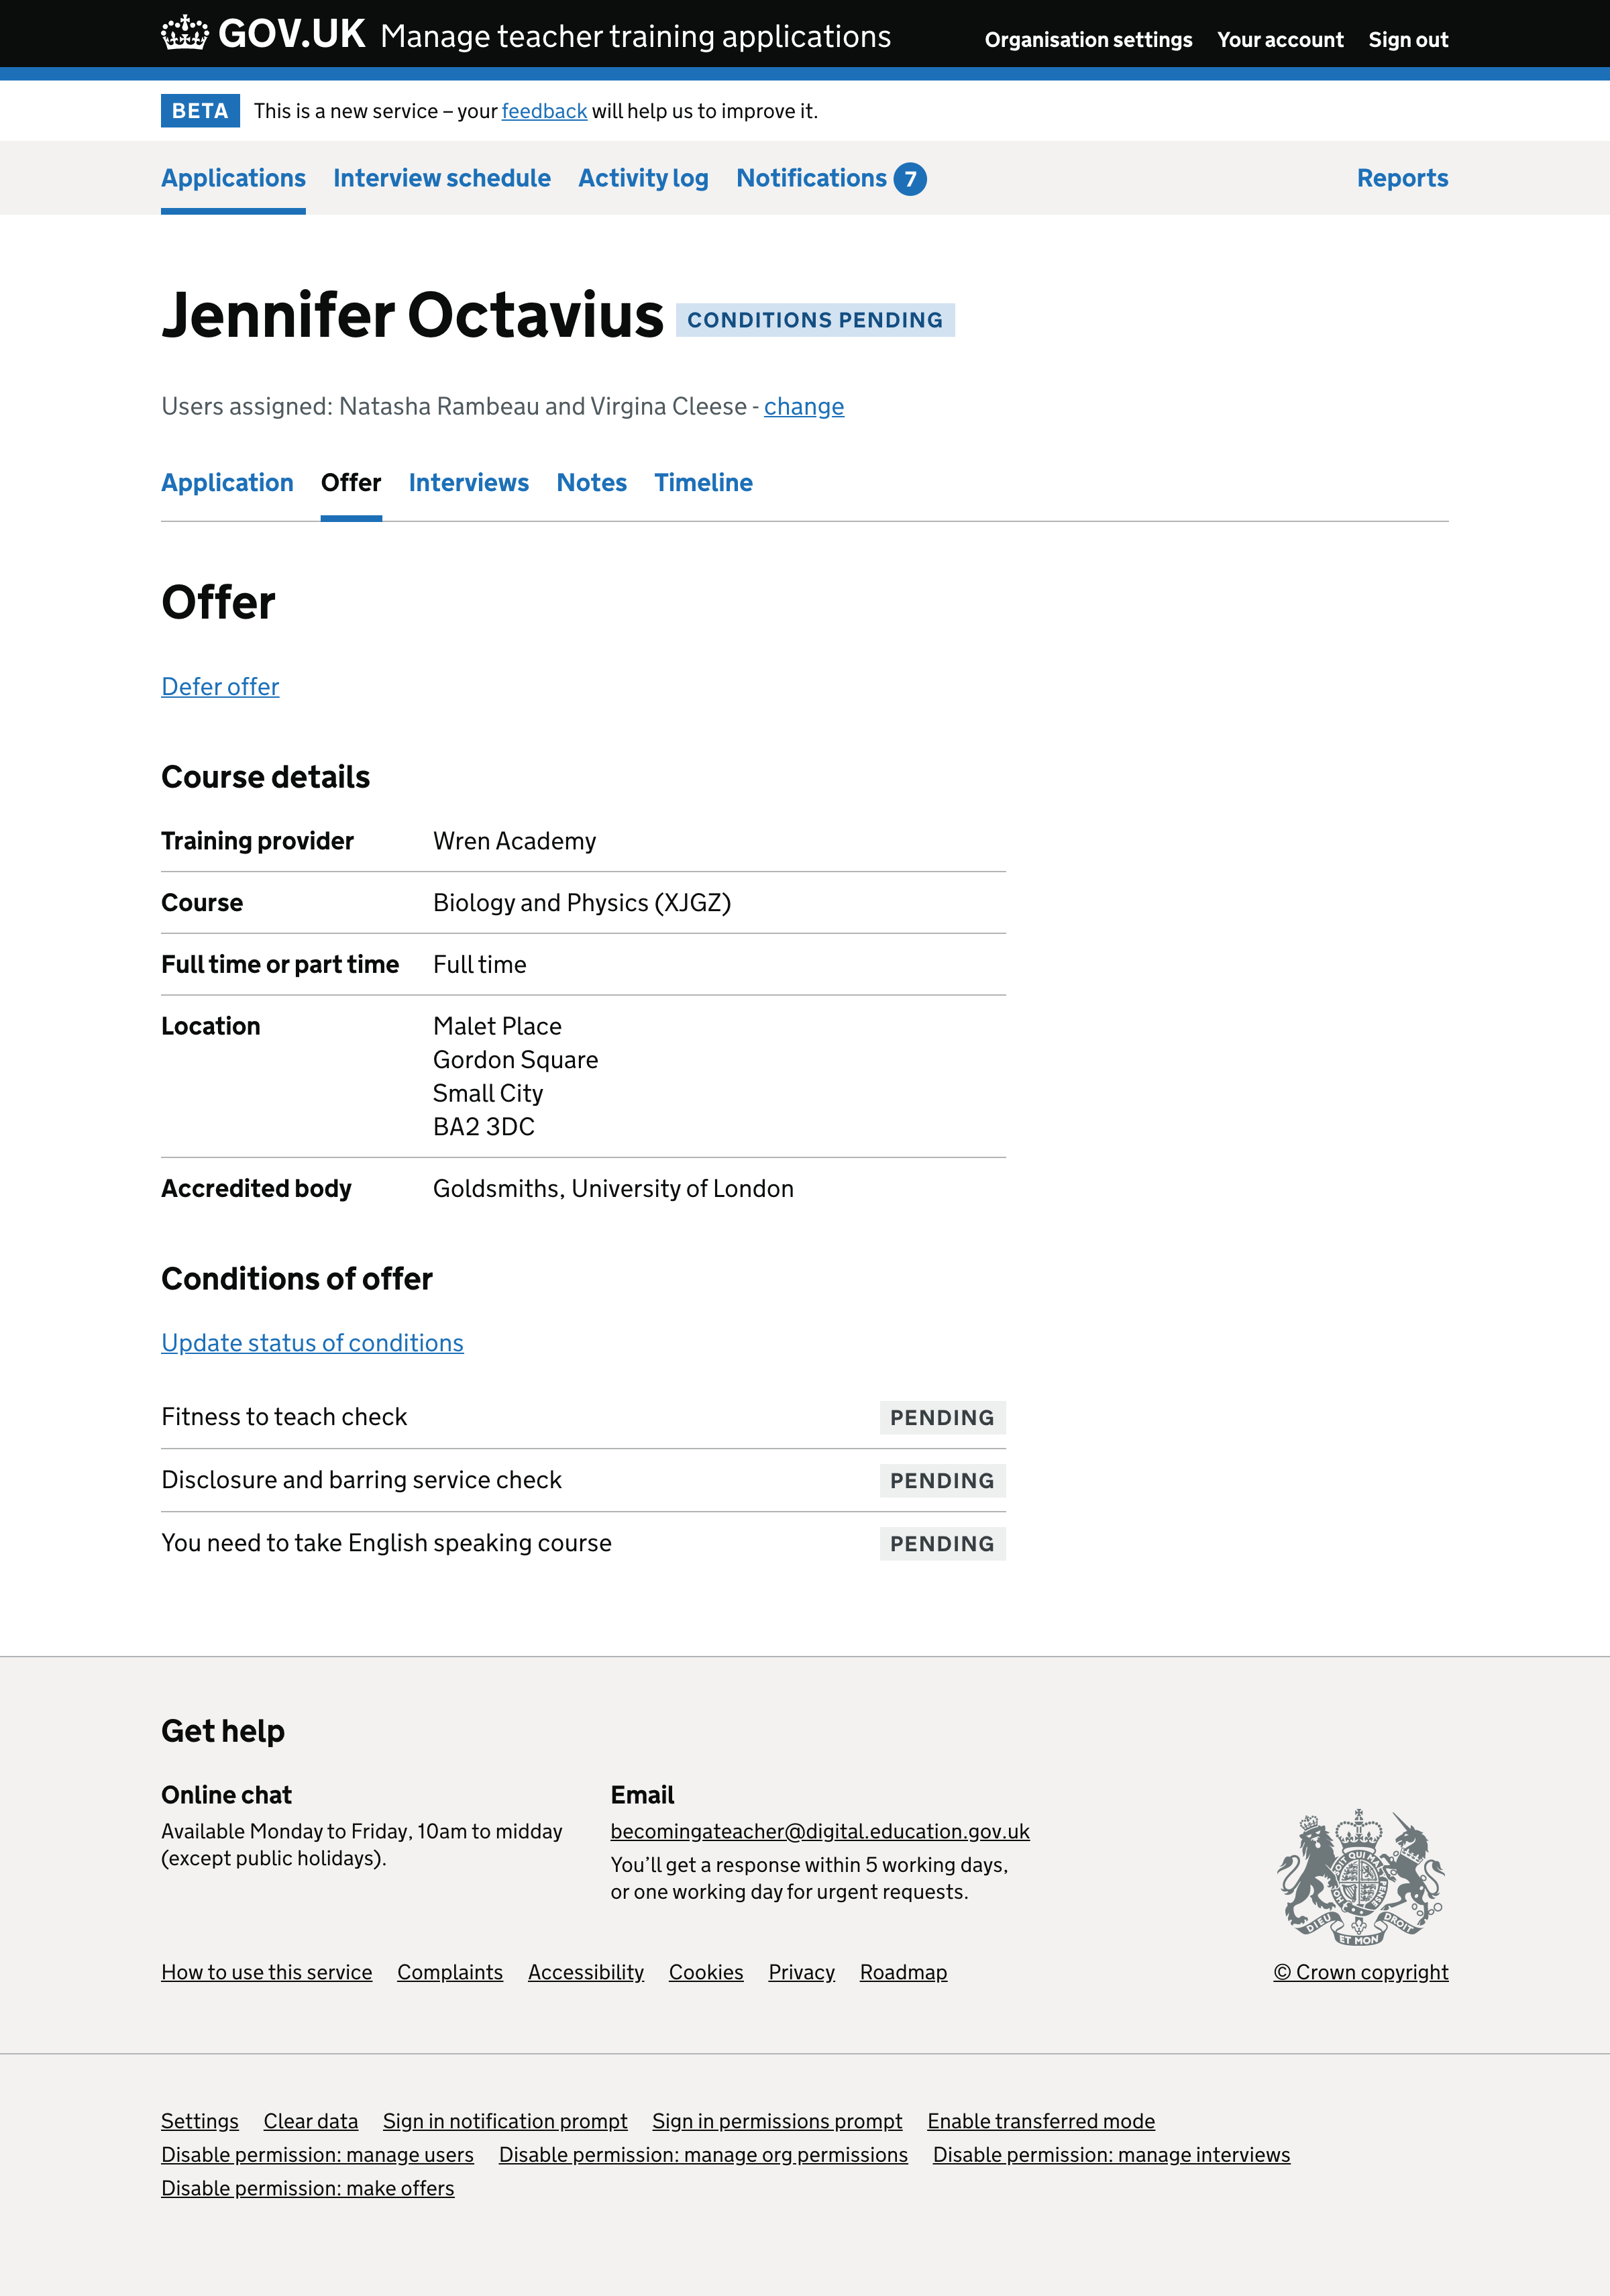 GOV.UK Manage teacher training applications Organisation settings Your account Sign out
BETA This is a new service – your feedback will help us to improve it.
Applications Interview schedule Activity log Notifications 7 Reports
Jennifer Octavius CONDITIONS PENDING
Users assigned: Natasha Rambeau and Virgina Cleese - change
Application Offer Interviews Notes Timeline
Offer
Defer offer
Course details
Training provider Wren Academy
Course Biology and Physics (XJGZ)
Full time or part time Full time
Location Malet Place
Gordon Square
Small City
BA2 3DC
Accredited body Goldsmiths, University of London
Conditions of offer
Update status of conditions
Fitness to teach check PENDING
Disclosure and barring service check PENDING
You need to take English speaking course PENDING
Get help
Online chat
Available Monday to Friday, 10am to midday
(except public holidays).
Email
becomingateacher@digital.education.gov.uk
You’ll get a response within 5 working days,
or one working day for urgent requests.
DIEU ET MON DROIT
How to use this service Complaints Accessibility Cookies Privacy Roadmap © Crown copyright
Settings Clear data Sign in notification prompt Sign in permissions prompt Enable transferred mode
Disable permission: manage users Disable permission: manage org permissions Disable permission: manage interviews
Disable permission: make offers